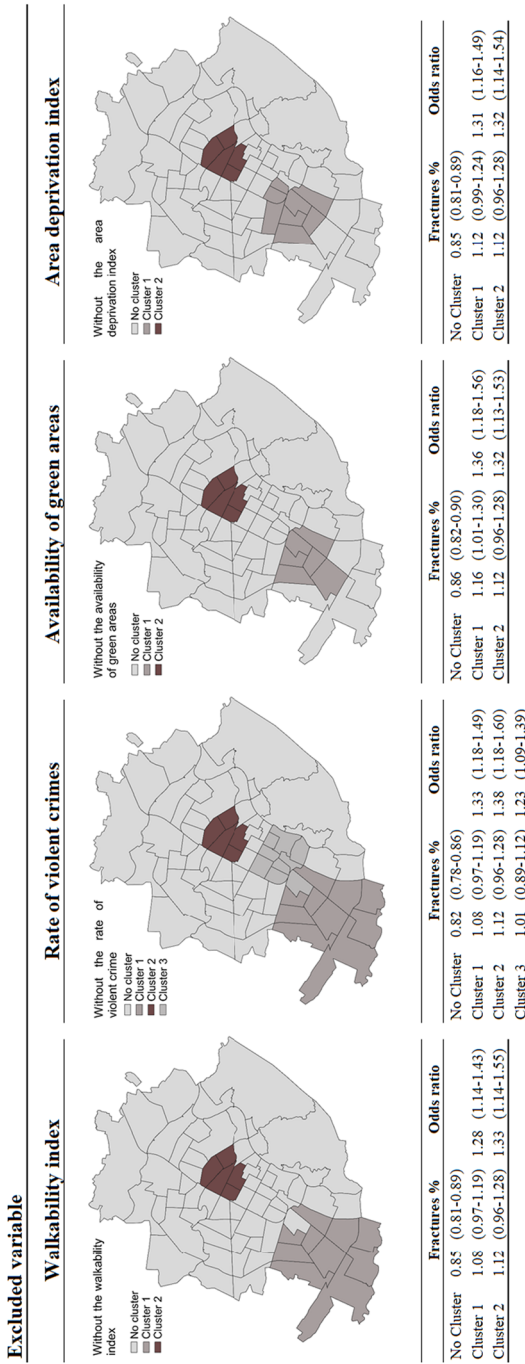 Excluded variable
Walkability index
Without the walkability
index
No cluster
Cluster 1
Cluster 2
Fractures % Odds ratio
No Cluster 0.85 (0.81-0.89)
Cluster 1 1.08 (0.97-1.19) 1.28 (1.14-1.43)
Cluster 2 1.12 (0.96-1.28) 1.33 (1.14-1.55)
Rate of violent crimes
Without the rate of
violent crime
No cluster
Cluster 1
Cluster 2
Cluster 3
Fractures % Odds ratio
No Cluster 0.82 (0.78-0.86)
Cluster 1 1.08 (0.97-1.19) 1.33 (1.18-1.49)
Cluster 2 1.12 (0.96-1.28) 1.38 (1.18-1.60)
Cluster 3 1.01 (0.89-1.12) 1.23 (1.09-1.39)
Availability of green areas
Without the availability
of green areas
No cluster
Cluster 1
Cluster 2
Fractures % Odds ratio
No Cluster 0.86 (0.82-0.90)
Cluster 1 1.16 (1.01-1.30) 1.36 (1.18-1.56)
Cluster 2 1.12 (0.96-1.28) 1.32 (1.13-1.53)
Area deprivation index
Without the area
deprivation index
No cluster
Cluster 1
Cluster 2
Fractures % Odds ratio
No Cluster 0.85 (0.81-0.89)
Cluster 1 1.12 (0.99-1.24) 1.31 (1.16-1.49)
Cluster 2 1.12 (0.96-1.28) 1.32 (1.14-1.54)